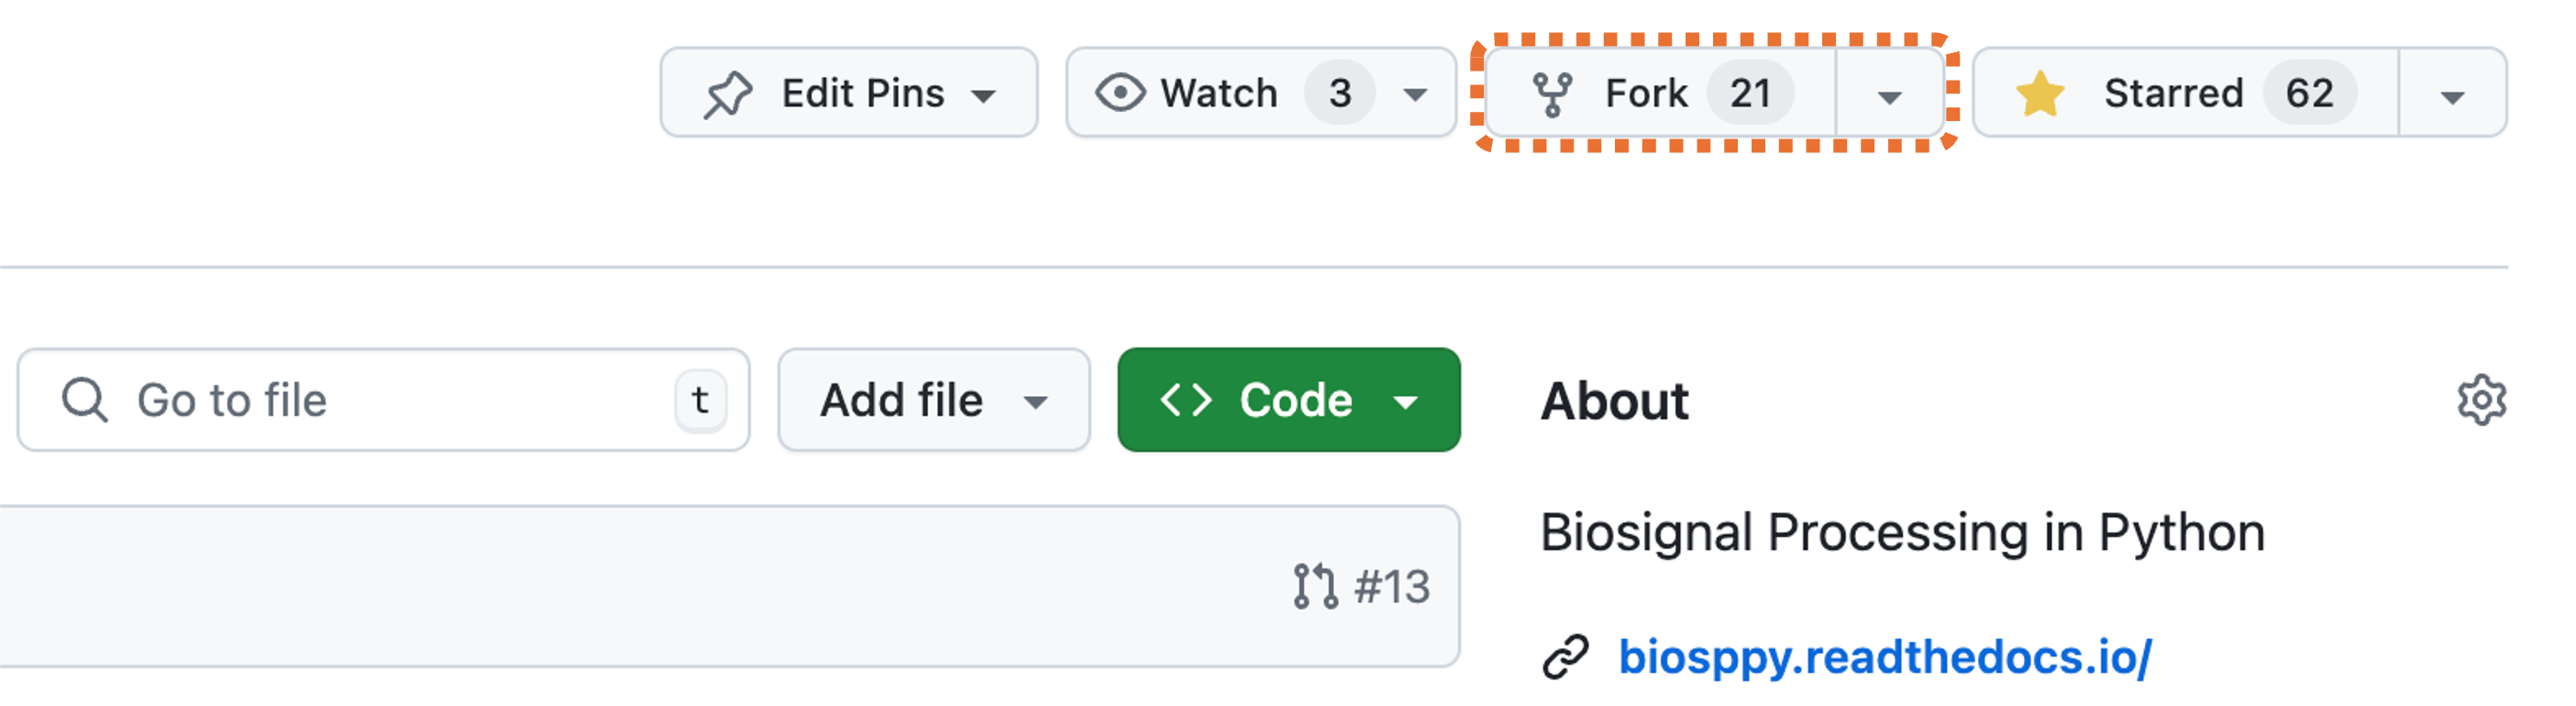 Edit Pins Watch 3 Fork 21 Starred 62
Go to file t Add file Code About
Biosignal Processing in Python
#13
biosppy.readthedocs.io/